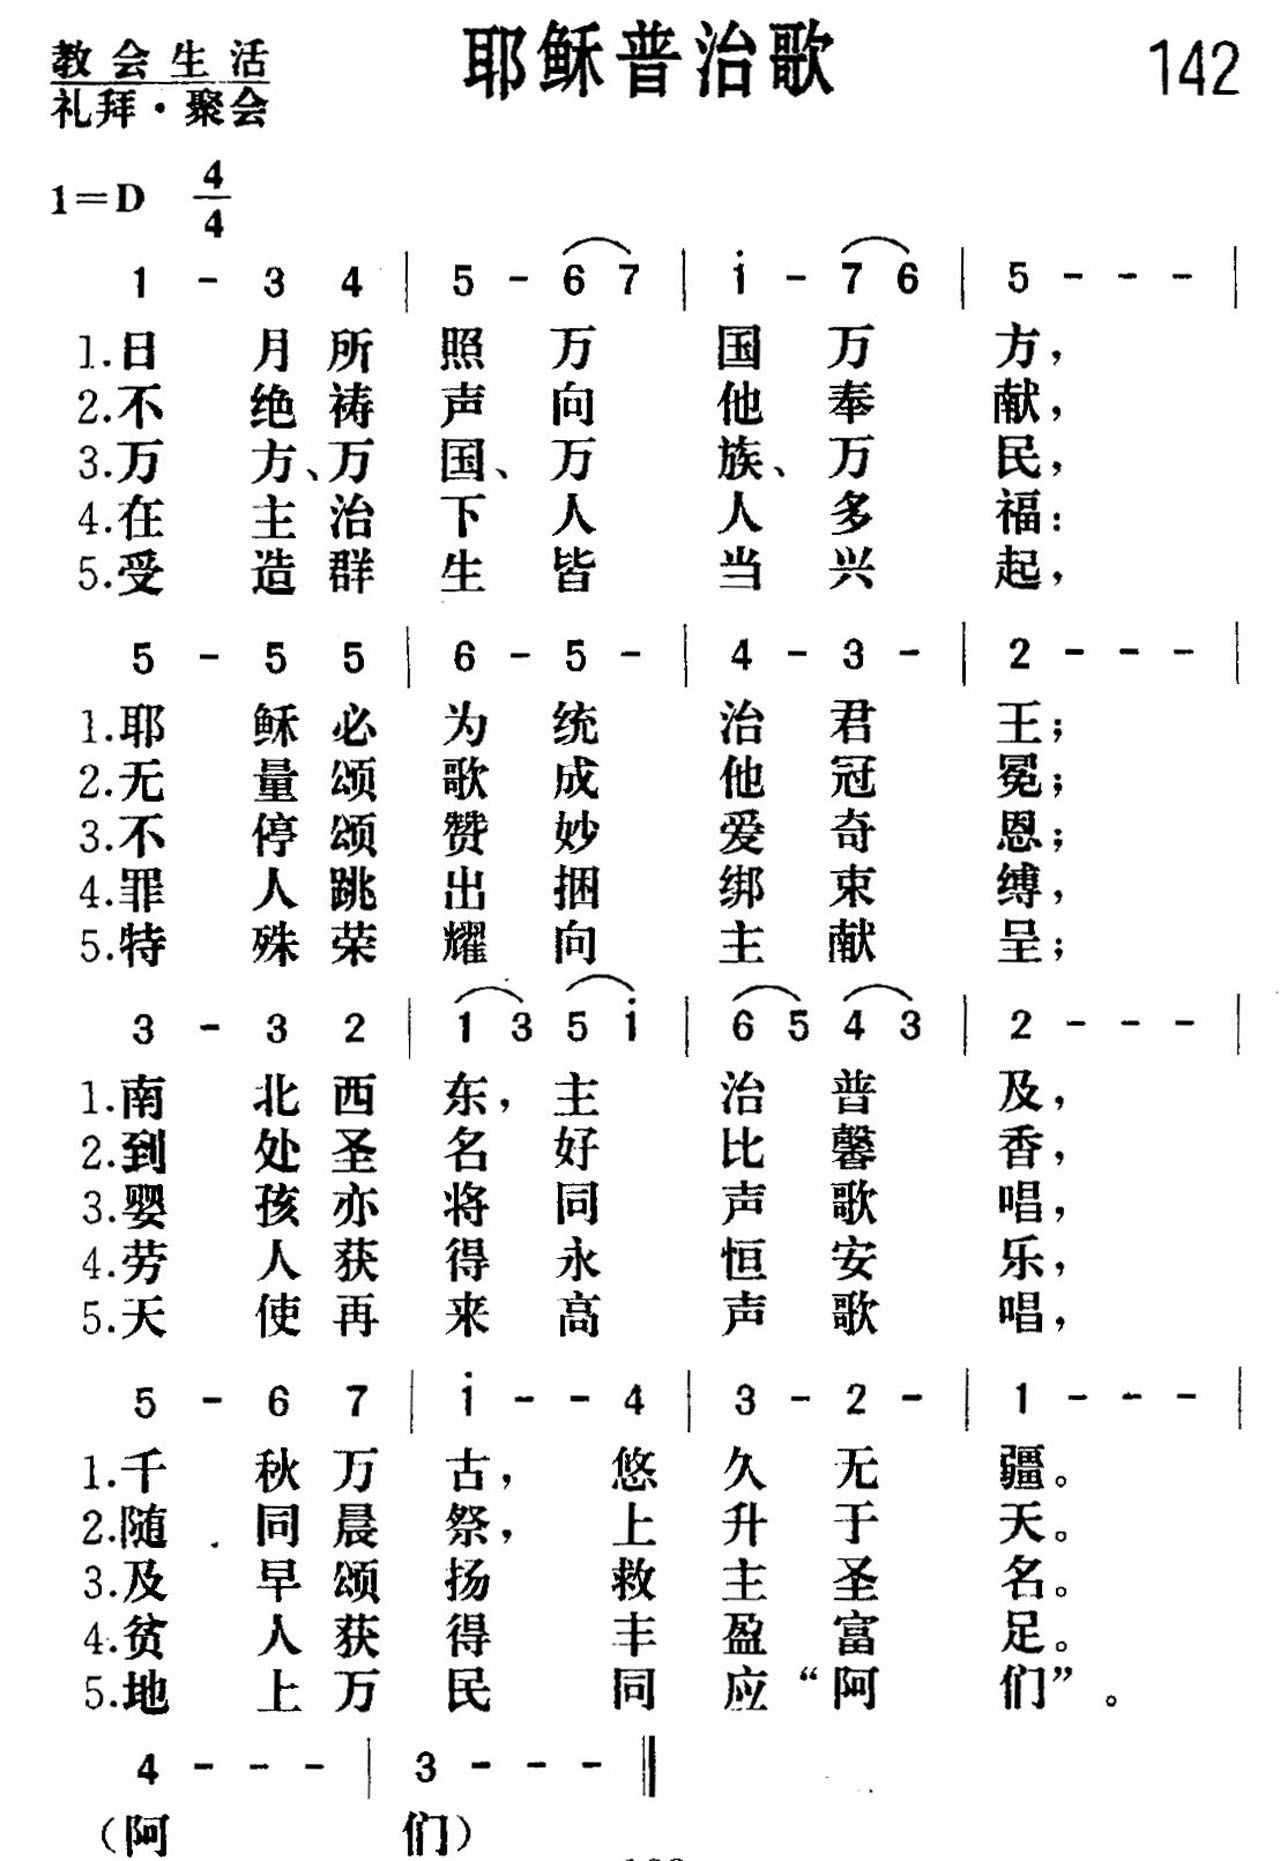 教会生活
礼拜·聚会
耶稣普治歌
142
1=D 4/4
1 - 3 4 | 5 - 6 7 | i - 7 6 | 5 - - - |
1.日月所照万国万方，
2.不绝祷声向他奉献，
3.万方、万国、万族、万民，
4.在主治下人人多福：
5.受造群生皆当兴起，
5 - 5 5 | 6 - 5 - | 4 - 3 - | 2 - - - |
1.耶稣必为统治君王；
2.无量颂歌成他冠冕；
3.不停颂赞妙爱奇恩；
4.罪人跳出捆绑束缚，
5.特殊荣耀向主献呈；
3 - 3 2 | 1 3 5 i | 6 5 4 3 | 2 - - - |
1.南北西东，主治普及，
2.到处圣名好比馨香，
3.婴孩亦将同声歌唱，
4.劳人获得永恒安乐，
5.天使再来高声歌唱，
5 - 6 7 | i - - 4 | 3 - 2 - | 1 - - - |
1.千秋万古，悠久无疆。
2.随同晨祭，上升于天。
3.及早颂扬救主圣名。
4.贫人获得丰盈富足。
5.地上万民同应“阿们”。
4 - - - | 3 - - - ‖
（阿们）